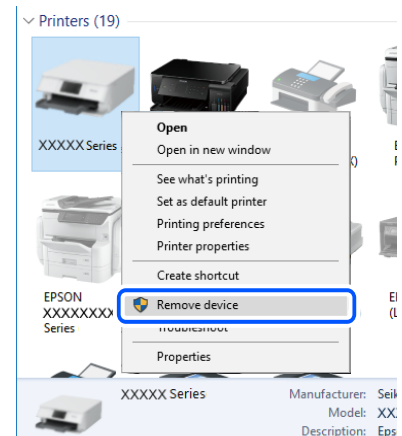 Printers (19)
XXXXX Series
Open
Open in new window
See what's printing
Set as default printer
Printing preferences
Printer properties
Create shortcut
Remove device
Troubleshoot
Properties
EPSON
XXXXXXXX
Series
XXXXX Series
Manufacturer:
Model:
Description: